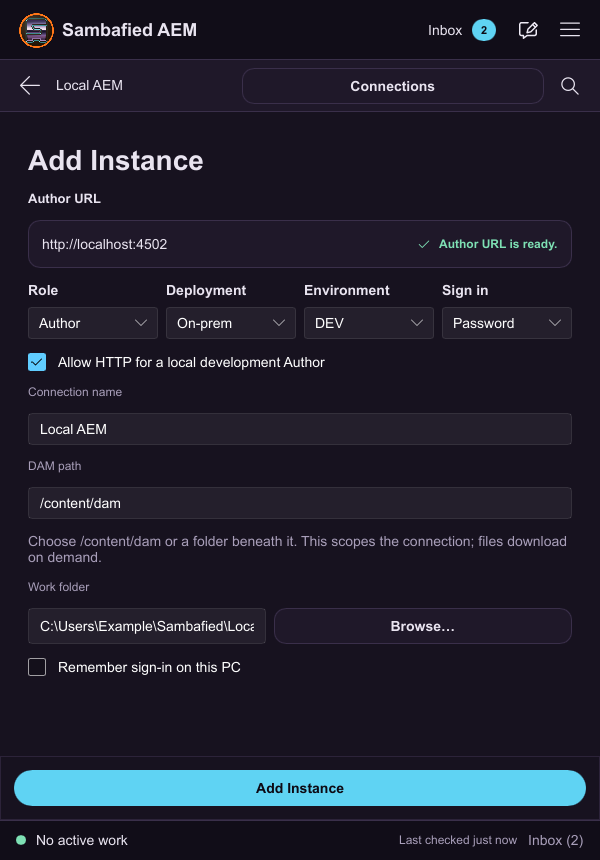 Sambafied AEM
Inbox 2
Local AEM
Connections
Add Instance
Author URL
http://localhost:4502
Author URL is ready.
Role Deployment Environment Sign in
Author On-prem DEV Password
Allow HTTP for a local development Author
Connection name
Local AEM
DAM path
/content/dam
Choose /content/dam or a folder beneath it. This scopes the connection; files download
on demand.
Work folder
C:\Users\Example\Sambafied\Loca
Browse...
Remember sign-in on this PC
Add Instance
No active work
Last checked just now Inbox (2)